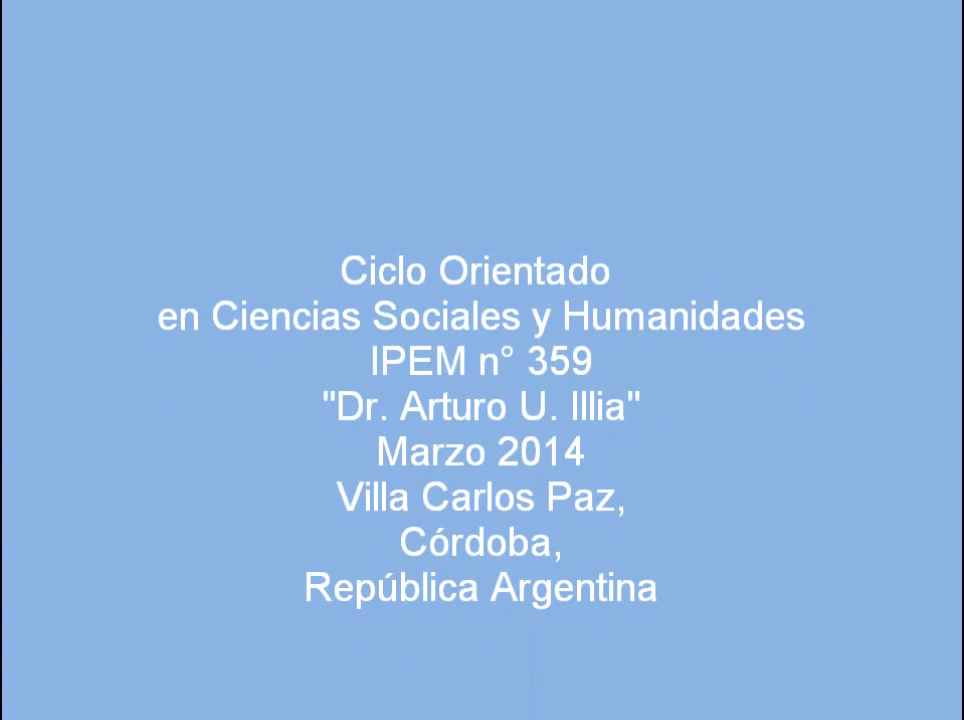 Ciclo Orientado
en Ciencias Sociales y Humanidades
IPEM n° 359
"Dr. Arturo U. Illia"
Marzo 2014
Villa Carlos Paz,
Córdoba,
República Argentina